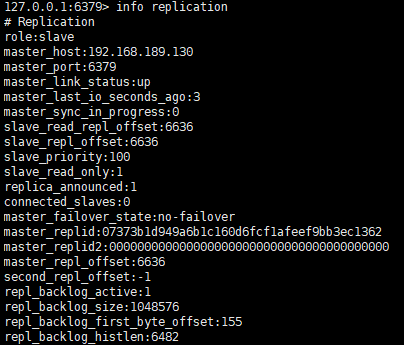 127.0.0.1:6379> info replication
# Replication
role:slave
master_host:192.168.189.130
master_port:6379
master_link_status:up
master_last_io_seconds_ago:3
master_sync_in_progress:0
slave_read_repl_offset:6636
slave_repl_offset:6636
slave_priority:100
slave_read_only:1
replica_announced:1
connected_slaves:0
master_failover_state:no-failover
master_replid:07373b1d949a6b1c160d6fcf1afeef9bb3ec1362
master_replid2:0000000000000000000000000000000000000000
master_repl_offset:6636
second_repl_offset:-1
repl_backlog_active:1
repl_backlog_size:1048576
repl_backlog_first_byte_offset:155
repl_backlog_histlen:6482